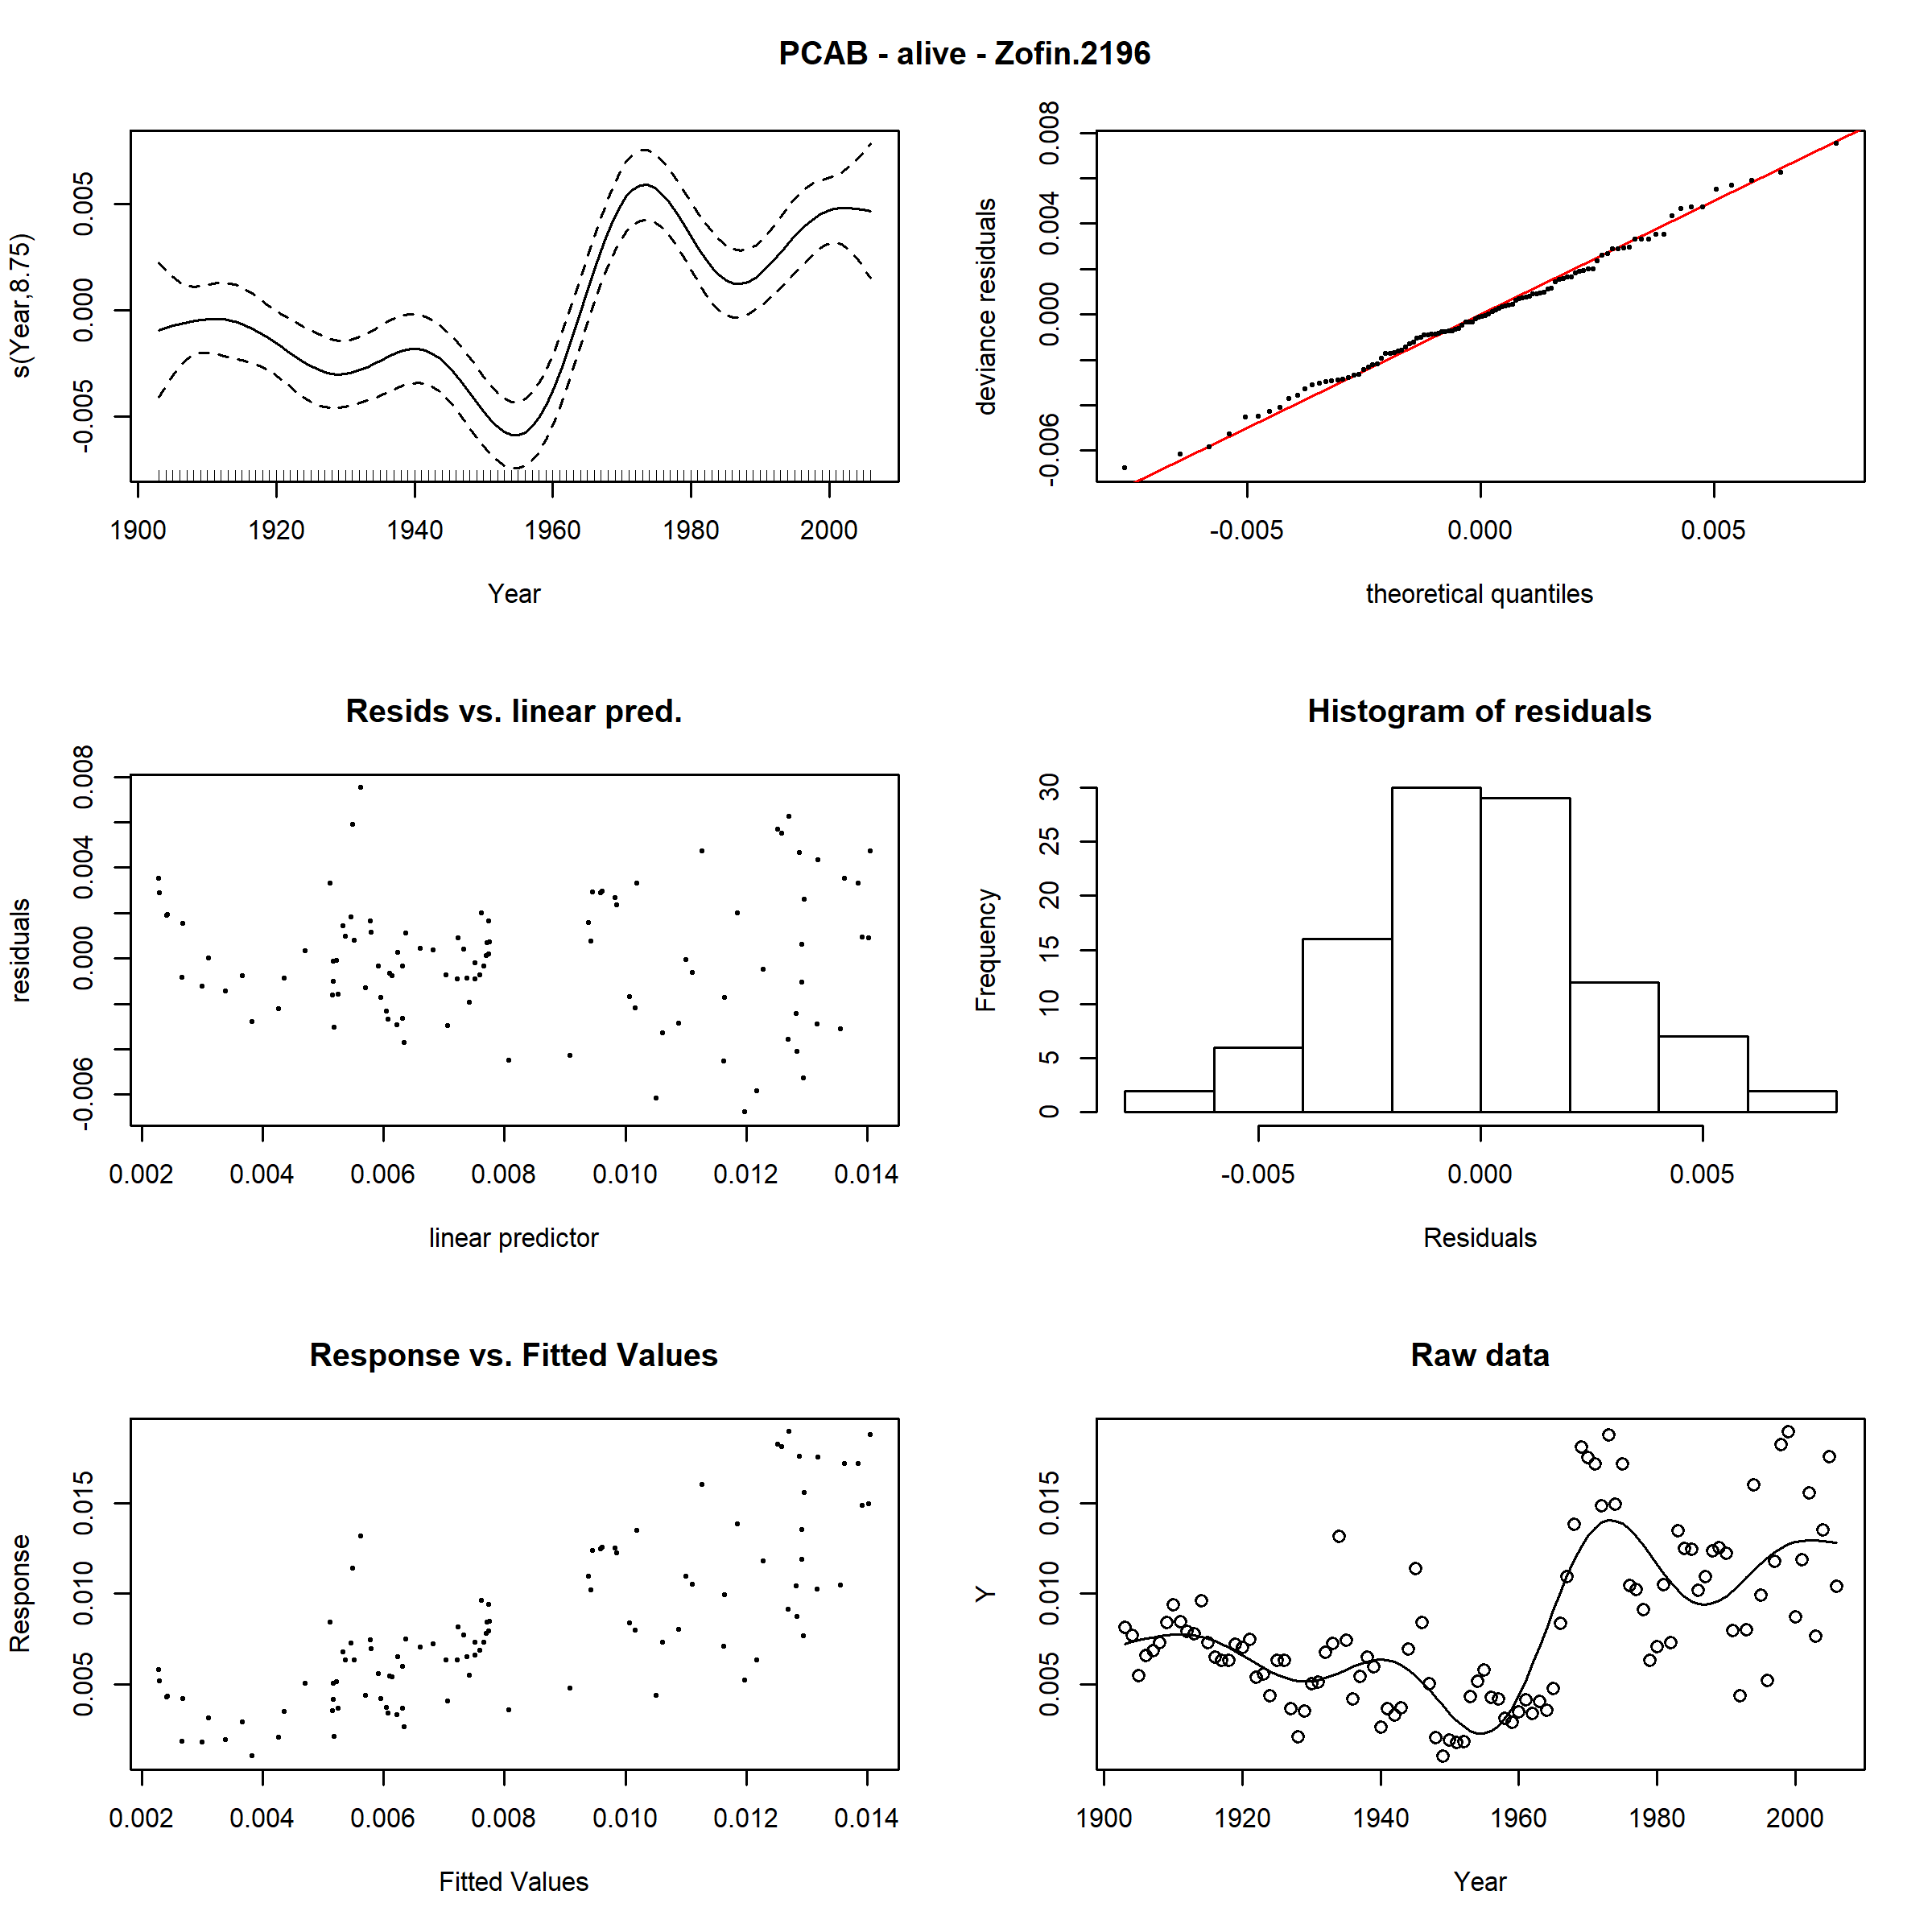 PCAB - alive - Zofin.2196
s(Year,8.75)
0.005
0.000
-0.005
1900 1920 1940 1960 1980 2000
Year
deviance residuals
0.008
0.004
0.000
-0.006
-0.005 0.000 0.005
theoretical quantiles
Resids vs. linear pred.
residuals
0.008
0.004
0.000
-0.006
0.002 0.004 0.006 0.008 0.010 0.012 0.014
linear predictor
Histogram of residuals
Frequency
30
25
20
15
10
5
0
-0.005 0.000 0.005
Residuals
Response vs. Fitted Values
Response
0.015
0.010
0.005
0.002 0.004 0.006 0.008 0.010 0.012 0.014
Fitted Values
Raw data
Y
0.015
0.010
0.005
1900 1920 1940 1960 1980 2000
Year